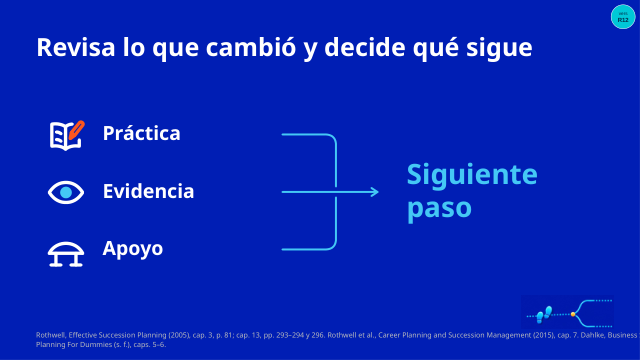 R12
Revisa lo que cambió y decide qué sigue
Práctica
Evidencia
Apoyo
Siguiente
paso
Rothwell, Effective Succession Planning (2005), cap. 3, p. 81; cap. 13, pp. 293–294 y 296. Rothwell et al., Career Planning and Succession Management (2015), cap. 7. Dahlke, Business
Planning For Dummies (s. f.), caps. 5–6.